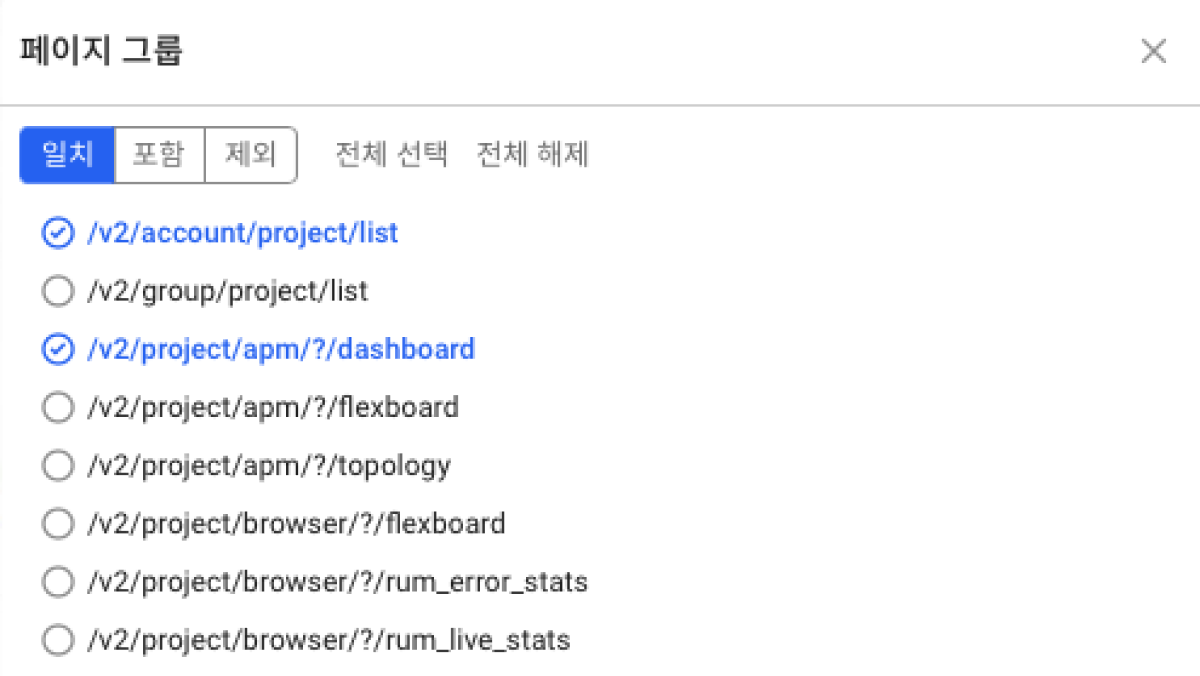 페이지 그룹
일치 포함 제외 전체 선택 전체 해제
/v2/account/project/list
/v2/group/project/list
/v2/project/apm/?/dashboard
/v2/project/apm/?/flexboard
/v2/project/apm/?/topology
/v2/project/browser/?/flexboard
/v2/project/browser/?/rum_error_stats
/v2/project/browser/?/rum_live_stats